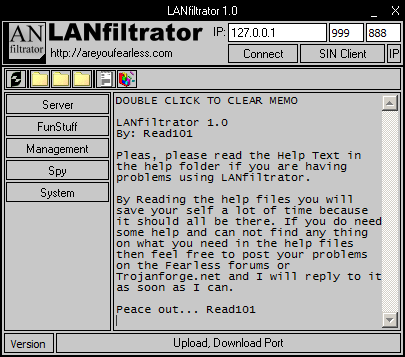 LANfiltrator 1.0
_ X
AN
filtrator
LANfiltrator
http://areyoufearless.com/
IP: 127.0.0.1 999 888
Connect SIN Client IP
Server
FunStuff
Management
Spy
System
DOUBLE CLICK TO CLEAR MEMO
LANfiltrator 1.0
By: Read101
Pleas, please read the Help Text in
the help folder if you are having
problems using LANfiltrator.
By Reading the help files you will
save your self a lot of time because
it should all be there. If you do need
some help and can not find any thing
on what you need in the help files
then feel free to post your problems
on the Fearless forums or
Trojanforge.net and I will reply to it
as soon as I can.
Peace out... Read101
Version Upload, Download Port